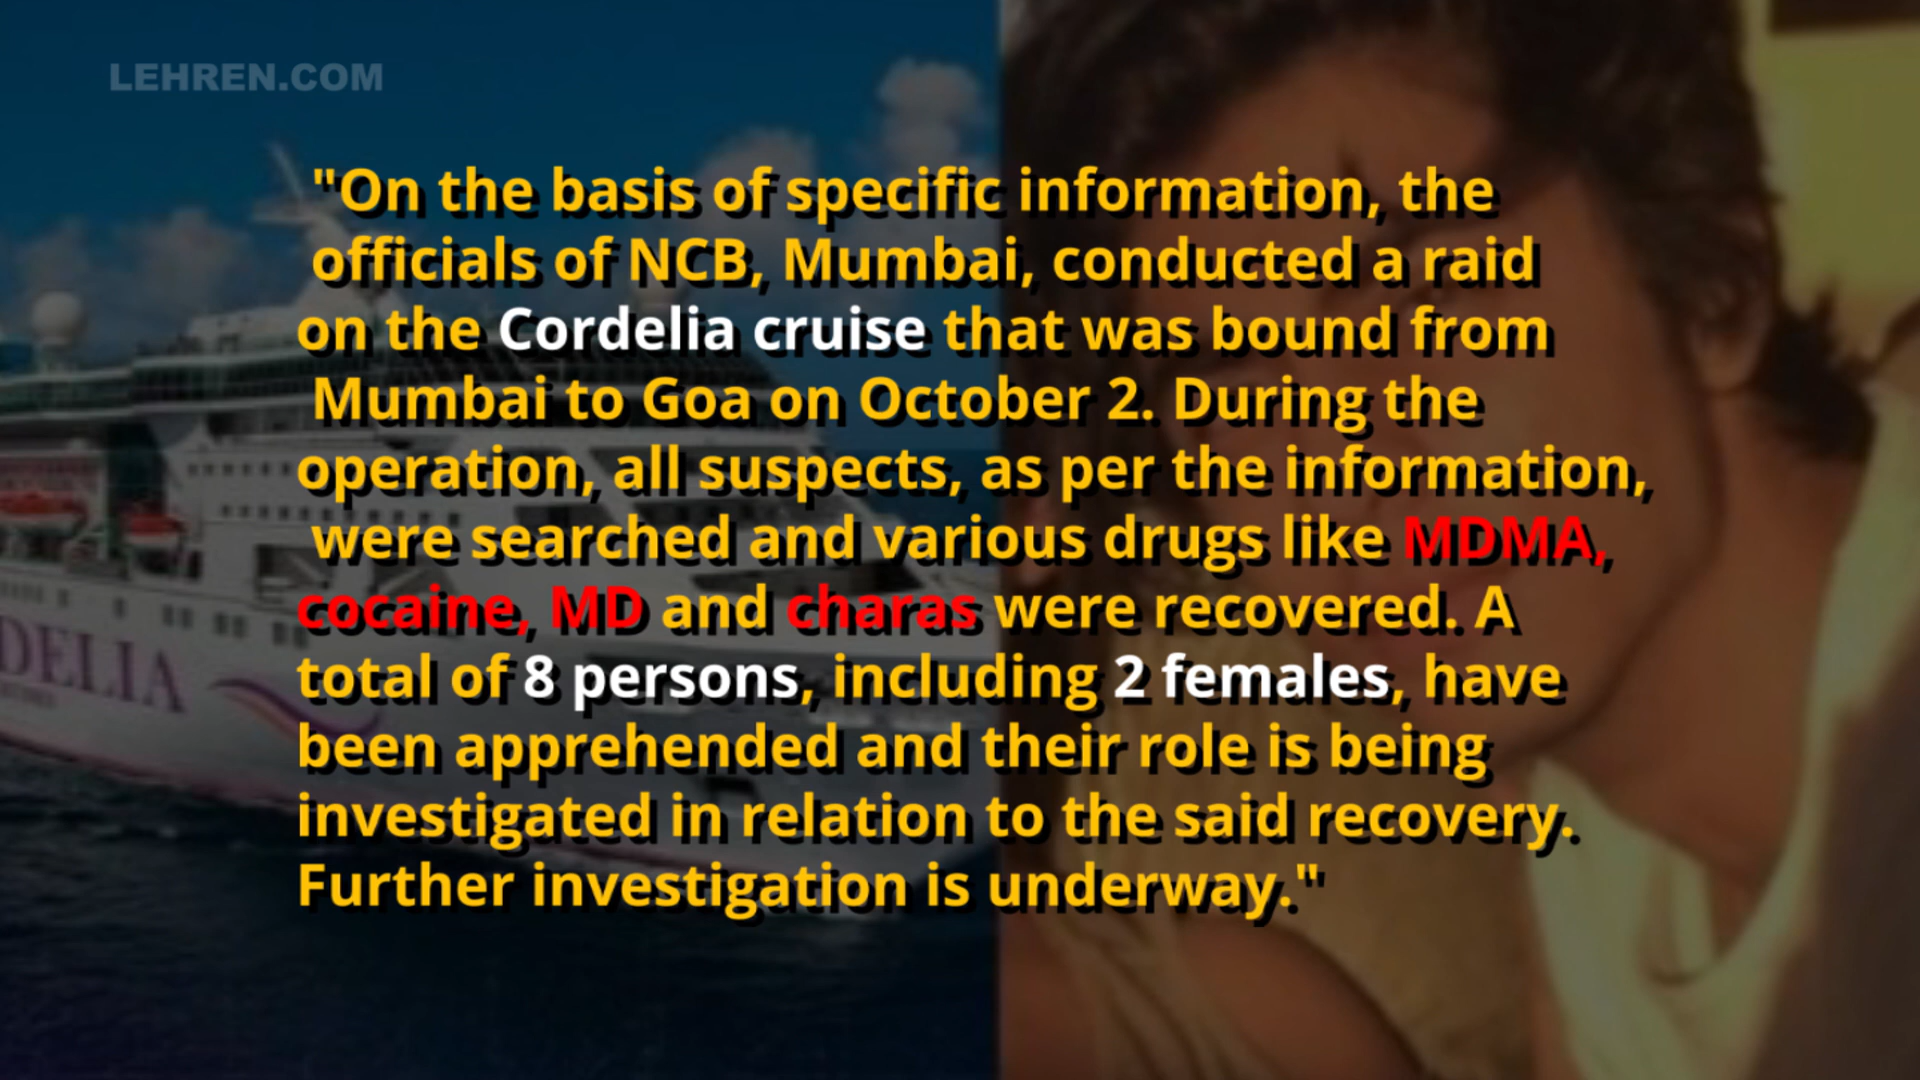 LEHREN.COM
"On the basis of specific information, the
officials of NCB, Mumbai, conducted a raid
on the Cordelia cruise that was bound from
Mumbai to Goa on October 2. During the
operation, all suspects, as per the information,
were searched and various drugs like MDMA,
cocaine, MD and charas were recovered. A
total of 8 persons, including 2 females, have
been apprehended and their role is being
investigated in relation to the said recovery.
Further investigation is underway."
DELIA